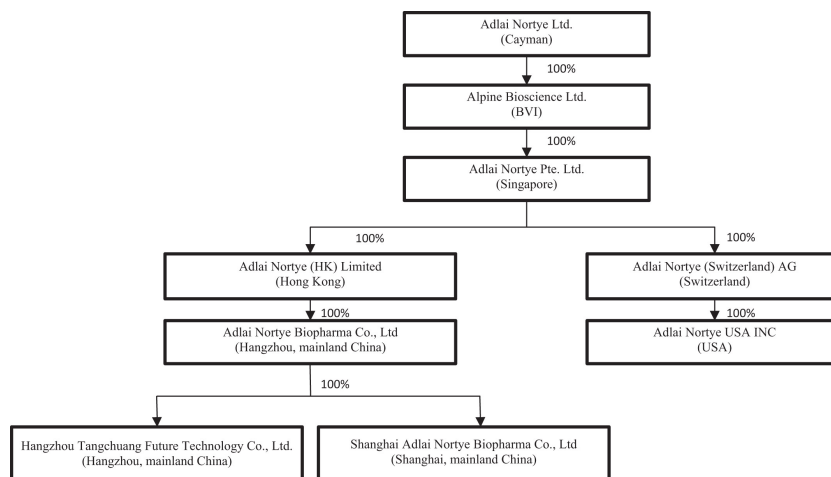 Adlai Nortye Ltd.
(Cayman)
100%
Alpine Bioscience Ltd.
(BVI)
100%
Adlai Nortye Pte. Ltd.
(Singapore)
100%
100%
Adlai Nortye (HK) Limited
(Hong Kong)
Adlai Nortye (Switzerland) AG
(Switzerland)
100%
100%
Adlai Nortye Biopharma Co., Ltd
(Hangzhou, mainland China)
Adlai Nortye USA INC
(USA)
100%
Hangzhou Tangchuang Future Technology Co., Ltd.
(Hangzhou, mainland China)
Shanghai Adlai Nortye Biopharma Co., Ltd
(Shanghai, mainland China)